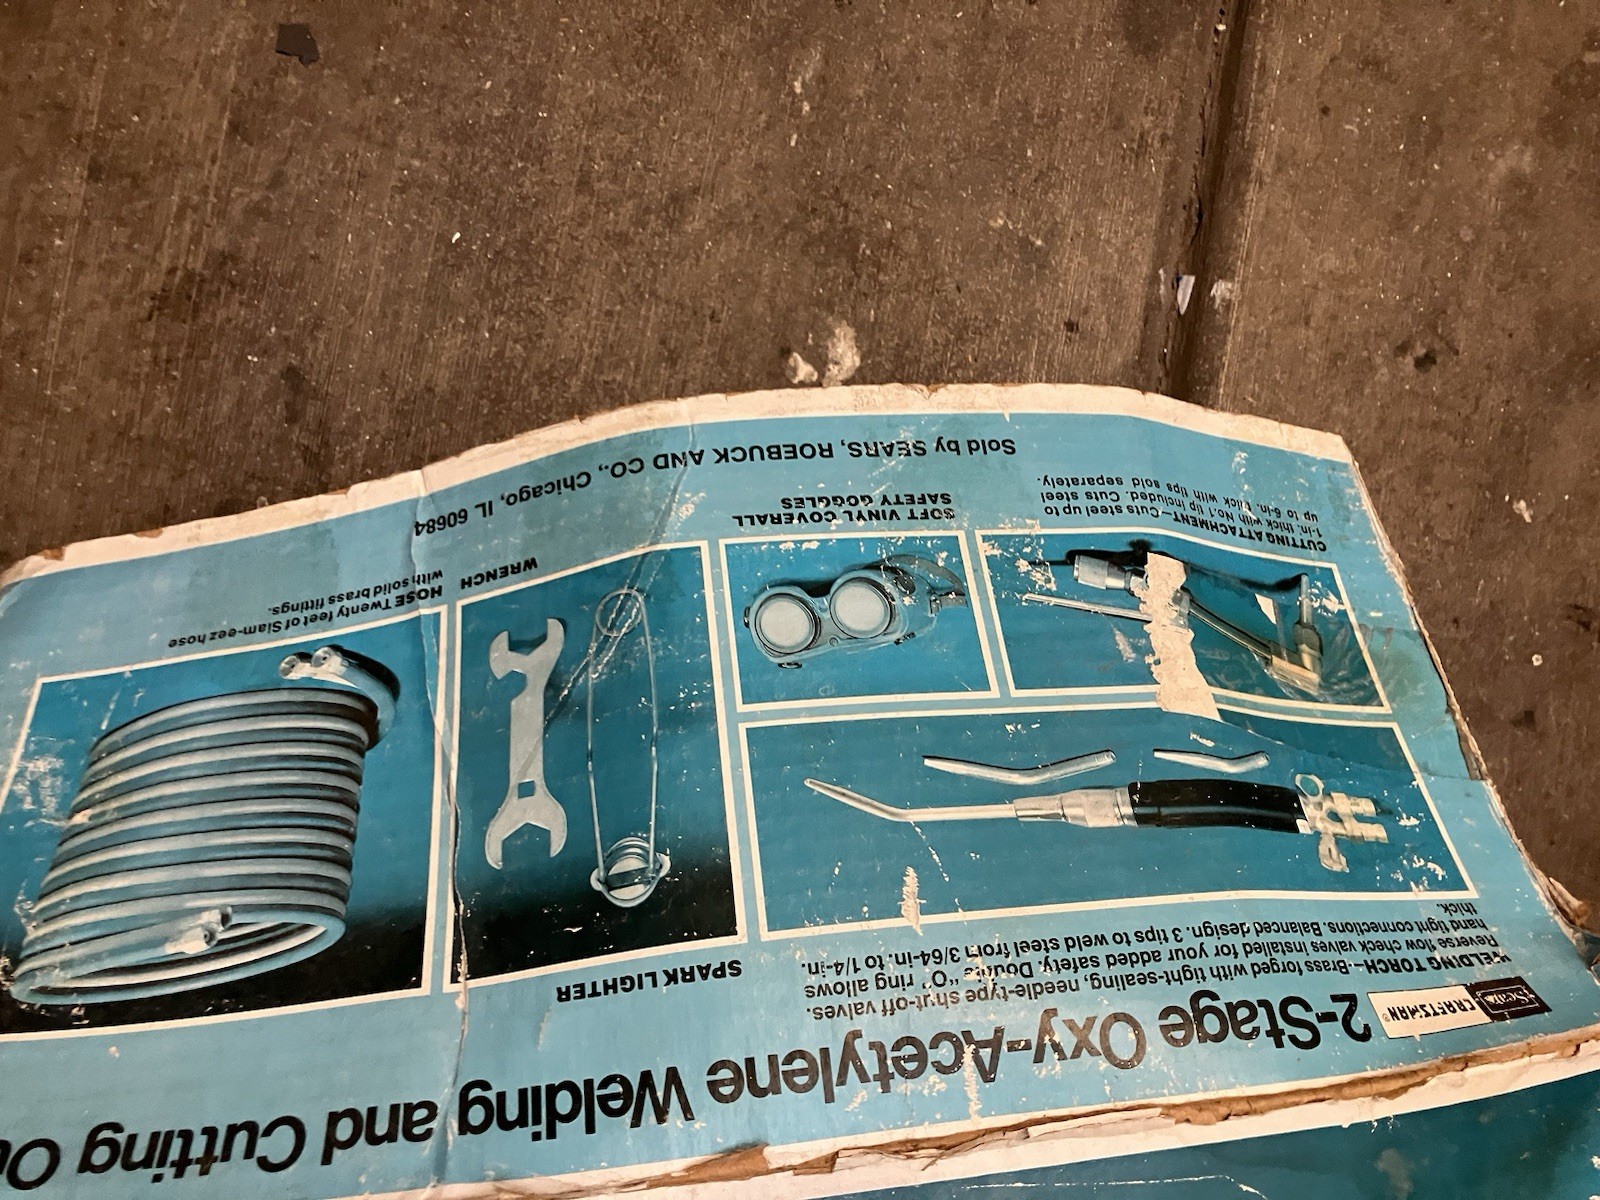 Sears
CRAFTSMAN®
2-Stage Oxy-Acetylene Welding and Cutting
WELDING TORCH—Brass forged with tight-sealing, needle-type shut-off valves.
Reverse flow check valves installed for your added safety. Double "O" ring allows
hand tight connections. Balanced design. 3 tips to weld steel from 3/64-in. to 1/4-in.
thick.
SPARK LIGHTER
CUTTING ATTACHMENT—Cuts steel up to
1-in. thick with No.1 tip included. Cuts steel
up to 6-in. thick with tips sold separately.
SOFT VINYL COVERALL
SAFETY GOGGLES
WRENCH
HOSE Twenty feet of Siam-eez hose
with solid brass fittings.
Sold by SEARS, ROEBUCK AND CO., Chicago, IL 60684